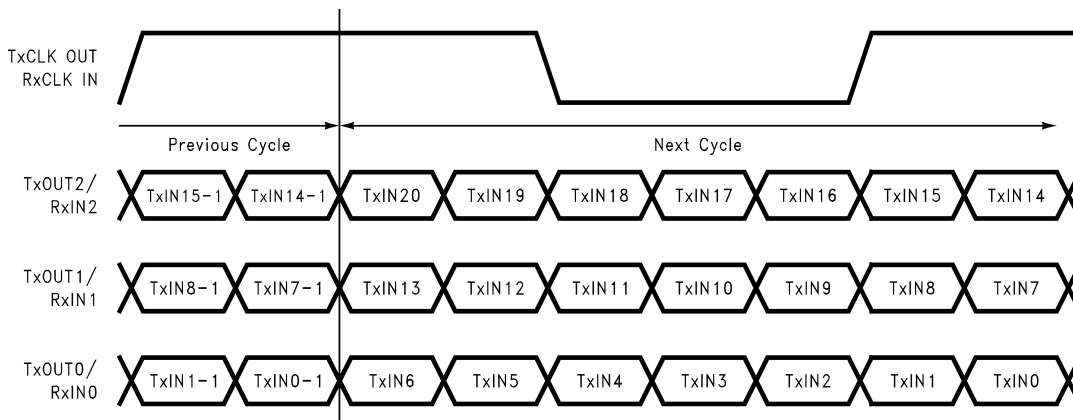 TxCLK OUT
RxCLK IN
Previous Cycle Next Cycle
TxOUT2/
RxIN2
TxIN15-1 TxIN14-1 TxIN20 TxIN19 TxIN18 TxIN17 TxIN16 TxIN15 TxIN14
TxOUT1/
RxIN1
TxIN8-1 TxIN7-1 TxIN13 TxIN12 TxIN11 TxIN10 TxIN9 TxIN8 TxIN7
TxOUT0/
RxIN0
TxIN1-1 TxIN0-1 TxIN6 TxIN5 TxIN4 TxIN3 TxIN2 TxIN1 TxIN0